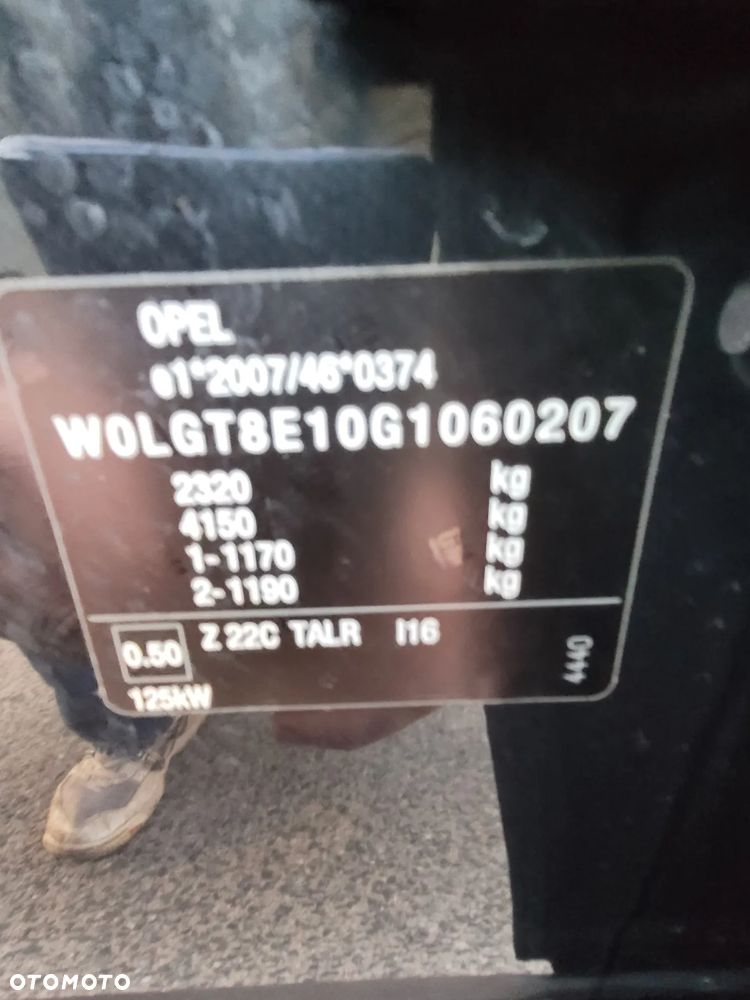 OPEL
e1*2007/46*0374
W0LGT8E10G1060207
2320 kg
4150 kg
1-1170 kg
2-1190 kg
0.50 Z 22C TALR I16
125kW
4440
OTOMOTO